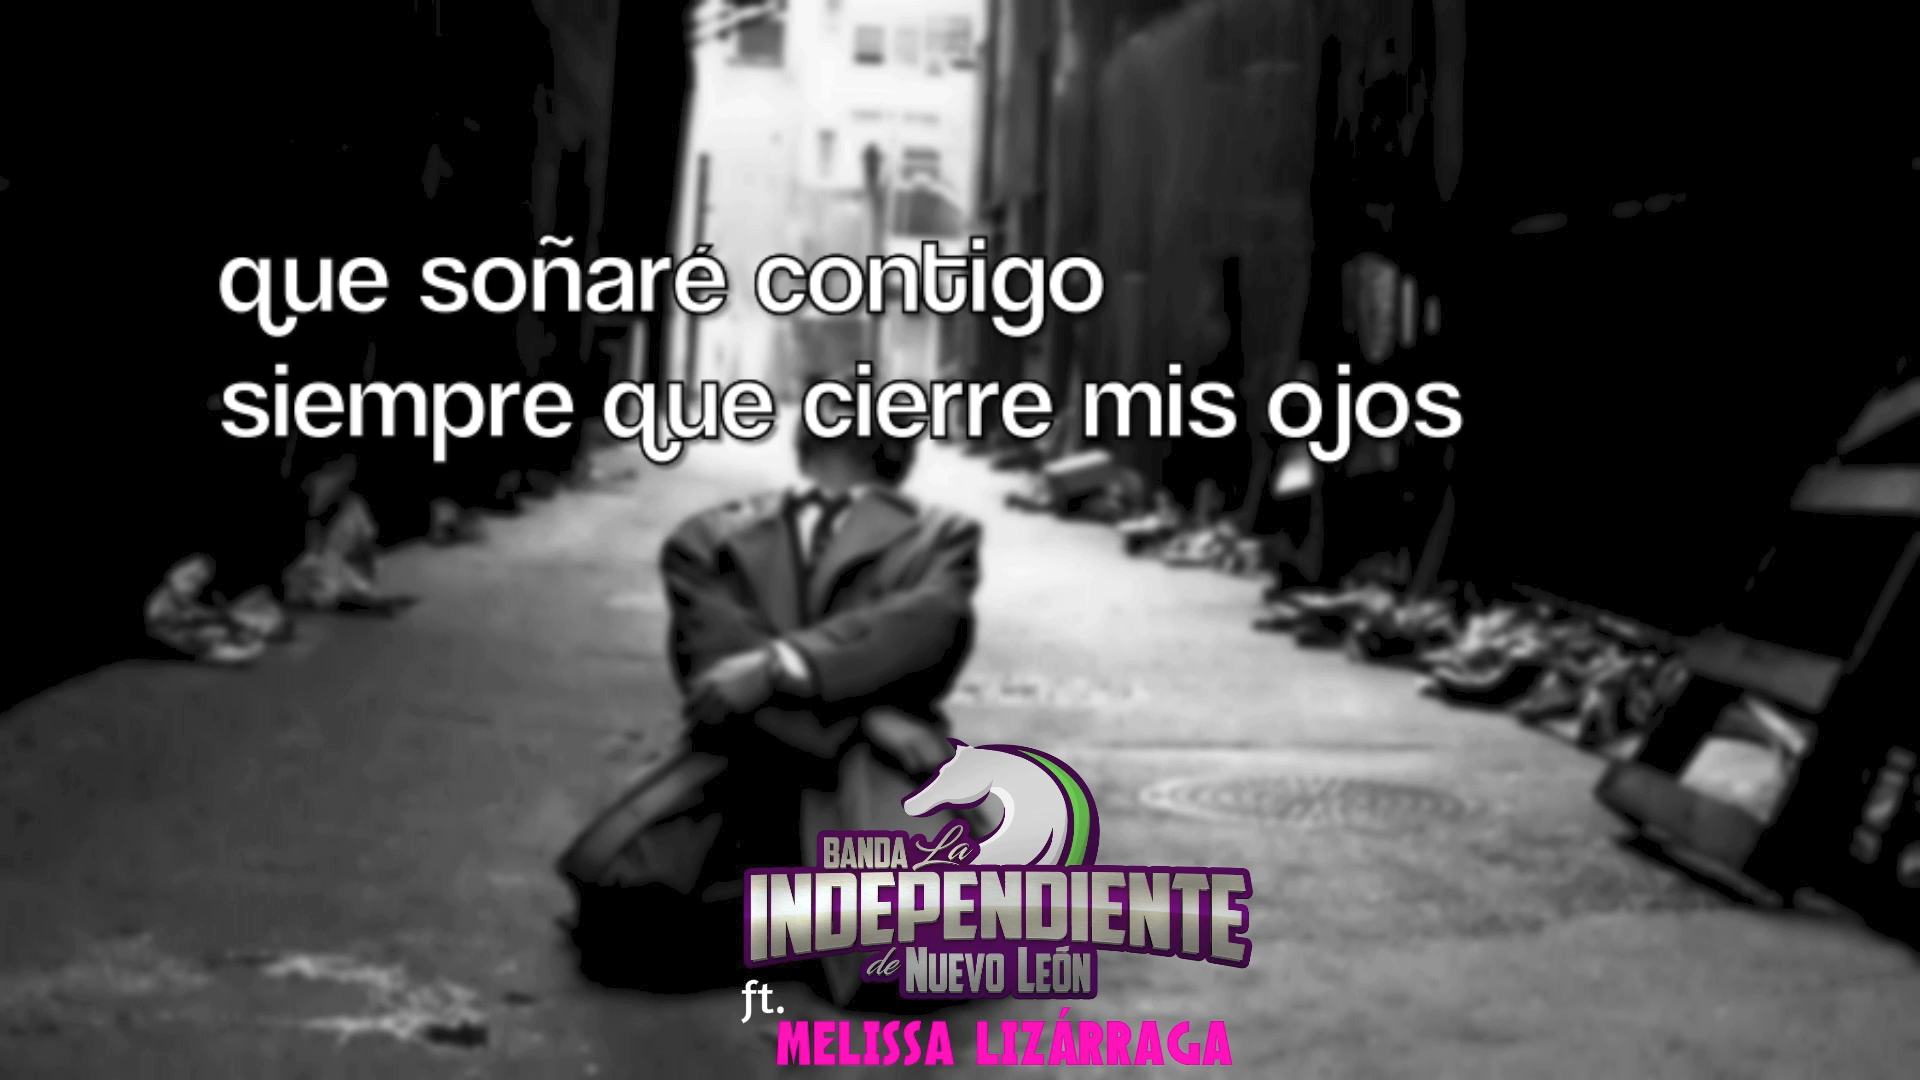 que soñaré contigo
siempre que cierre mis ojos
BANDA La
INDEPENDIENTE
de NUEVO LEÓN
ft.
MELISSA LIZÁRRAGA